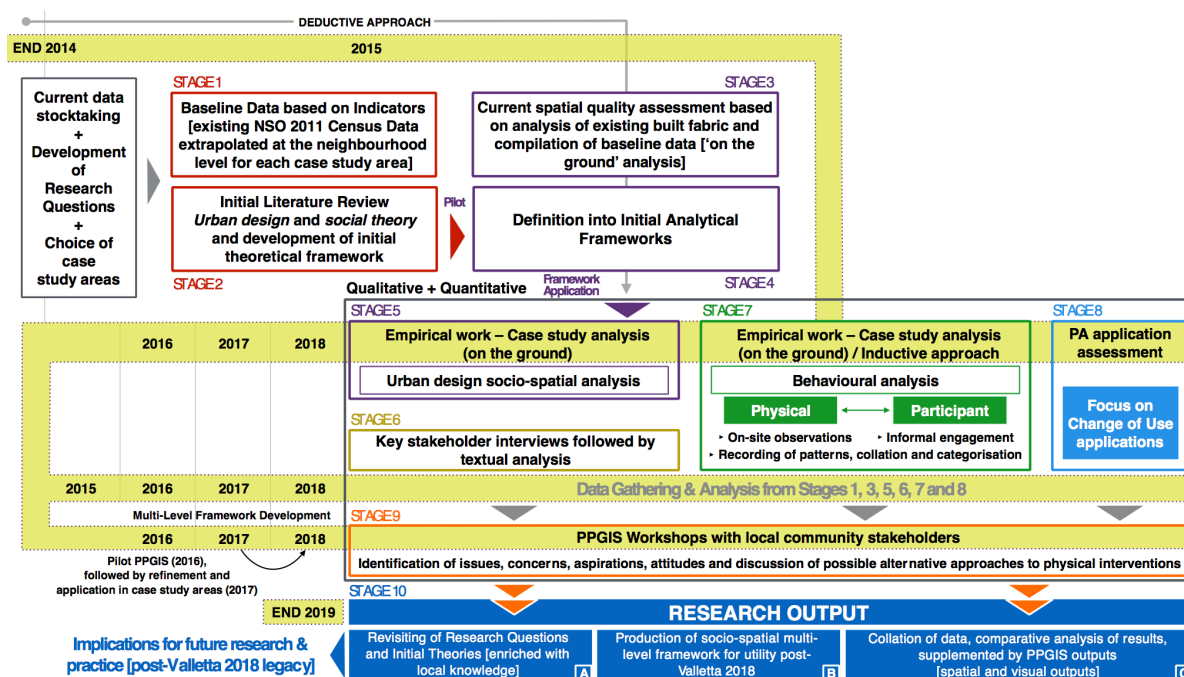 DEDUCTIVE APPROACH
END 2014
2015
Current data
stocktaking
+
Development
of
Research
Questions
+
Choice of
case
study areas
STAGE1
Baseline Data based on Indicators
[existing NSO 2011 Census Data
extrapolated at the neighbourhood
level for each case study area]
Initial Literature Review
Urban design and social theory
and development of initial
theoretical framework
STAGE2
Pilot
STAGE3
Current spatial quality assessment based
on analysis of existing built fabric and
compilation of baseline data ['on
the ground' analysis]
Definition into Initial Analytical
Frameworks
STAGE4
Framework
Application
Qualitative + Quantitative
2016
2017
2018
STAGE5
Empirical work – Case study analysis
(on the ground)
Urban design socio-spatial analysis
STAGE6
Key stakeholder interviews followed by
textual analysis
STAGE7
Empirical work – Case study analysis
(on the ground) / Inductive approach
Behavioural analysis
Physical
Participant
‣ On-site observations
‣ Informal engagement
‣ Recording of patterns, collation and categorisation
STAGE8
PA application
assessment
Focus on
Change of Use
applications
2015
2016
2017
2018
Data Gathering & Analysis from Stages 1, 3, 5, 6, 7 and 8
Multi-Level Framework Development
2016
2017
2018
Pilot PPGIS (2016),
followed by refinement and
application in case study areas (2017)
STAGE9
PPGIS Workshops with local community stakeholders
Identification of issues, concerns, aspirations, attitudes and discussion of possible alternative approaches to physical interventions
STAGE10
END 2019
RESEARCH OUTPUT
Implications for future research &
practice [post-Valletta 2018 legacy]
Revisiting of Research Questions
and Initial Theories [enriched with
local knowledge]
A
Production of socio-spatial multi-
level framework for utility post-
Valletta 2018
B
Collation of data, comparative analysis of results,
supplemented by PPGIS outputs
[spatial and visual outputs]
C